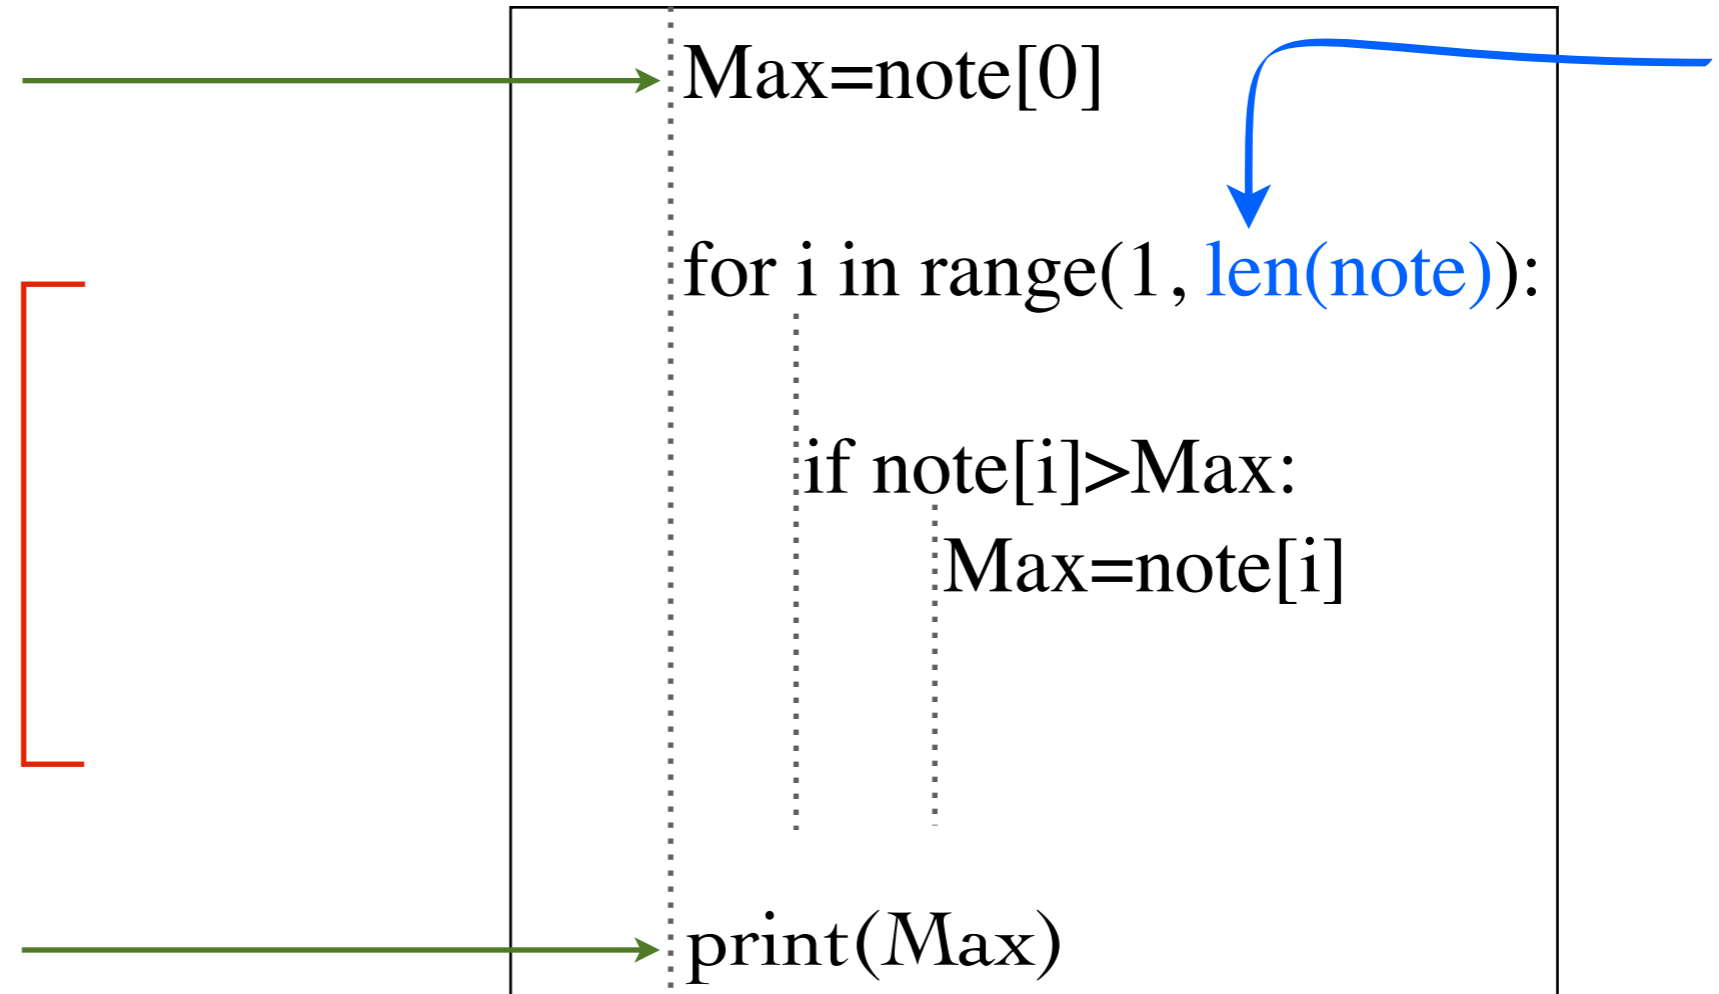 Max=note[0]
for i in range(1, len(note)):
if note[i]>Max:
Max=note[i]
print(Max)